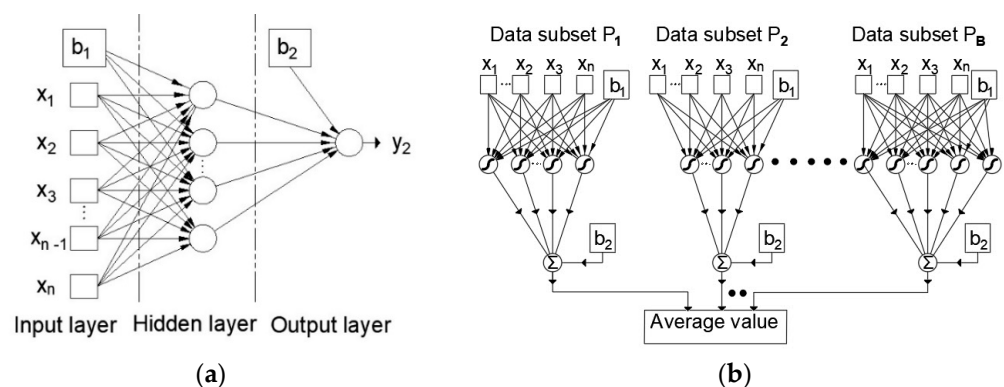 b1
x1
x2
x3
xn-1
xn
b2
y2
Input layer
Hidden layer
Output layer
(a)
Data subset P1
x1 ... x2 x3 xn
b1
b2
Σ
Data subset P2
x1 ... x2 x3 xn
b1
b2
Σ
Data subset PB
x1 ... x2 x3 xn
b1
b2
Σ
Average value
(b)